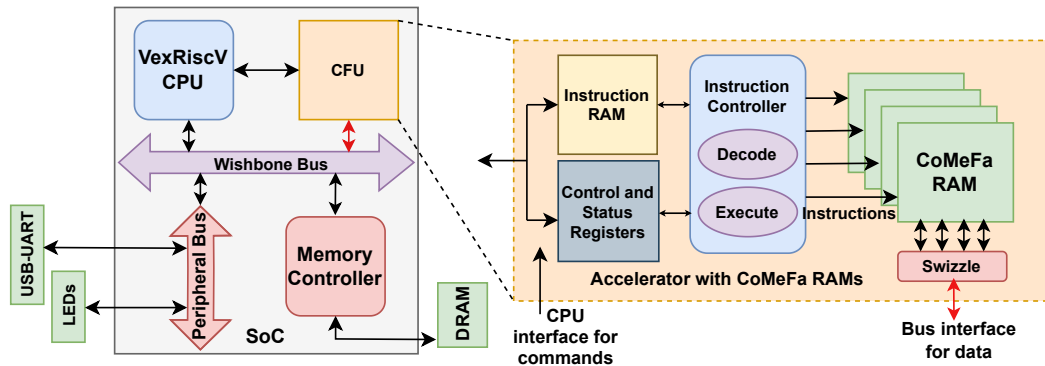 VexRiscV
CPU
CFU
Wishbone Bus
Peripheral Bus
Memory
Controller
SoC
USB-UART
LEDs
DRAM
Instruction
RAM
Control and
Status
Registers
Instruction
Controller
Decode
Execute
Instructions
CoMeFa
RAM
Swizzle
Accelerator with CoMeFa RAMs
CPU
interface for
commands
Bus interface
for data